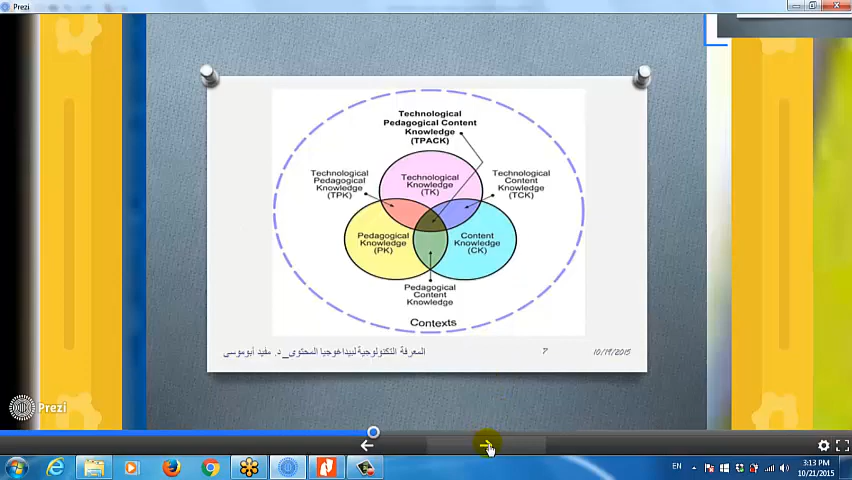 Prezi
Technological
Pedagogical Content
Knowledge
(TPACK)
Technological
Pedagogical
Knowledge
(TPK)
Technological
Knowledge
(TK)
Technological
Content
Knowledge
(TCK)
Pedagogical
Knowledge
(PK)
Content
Knowledge
(CK)
Pedagogical
Content
Knowledge
Contexts
المعرفة التكنولوجية لبيداغوجيا المحتوى_ د. مفيد أبوموسى
7
10/19/2015
Prezi
EN
3:13 PM
10/21/2015